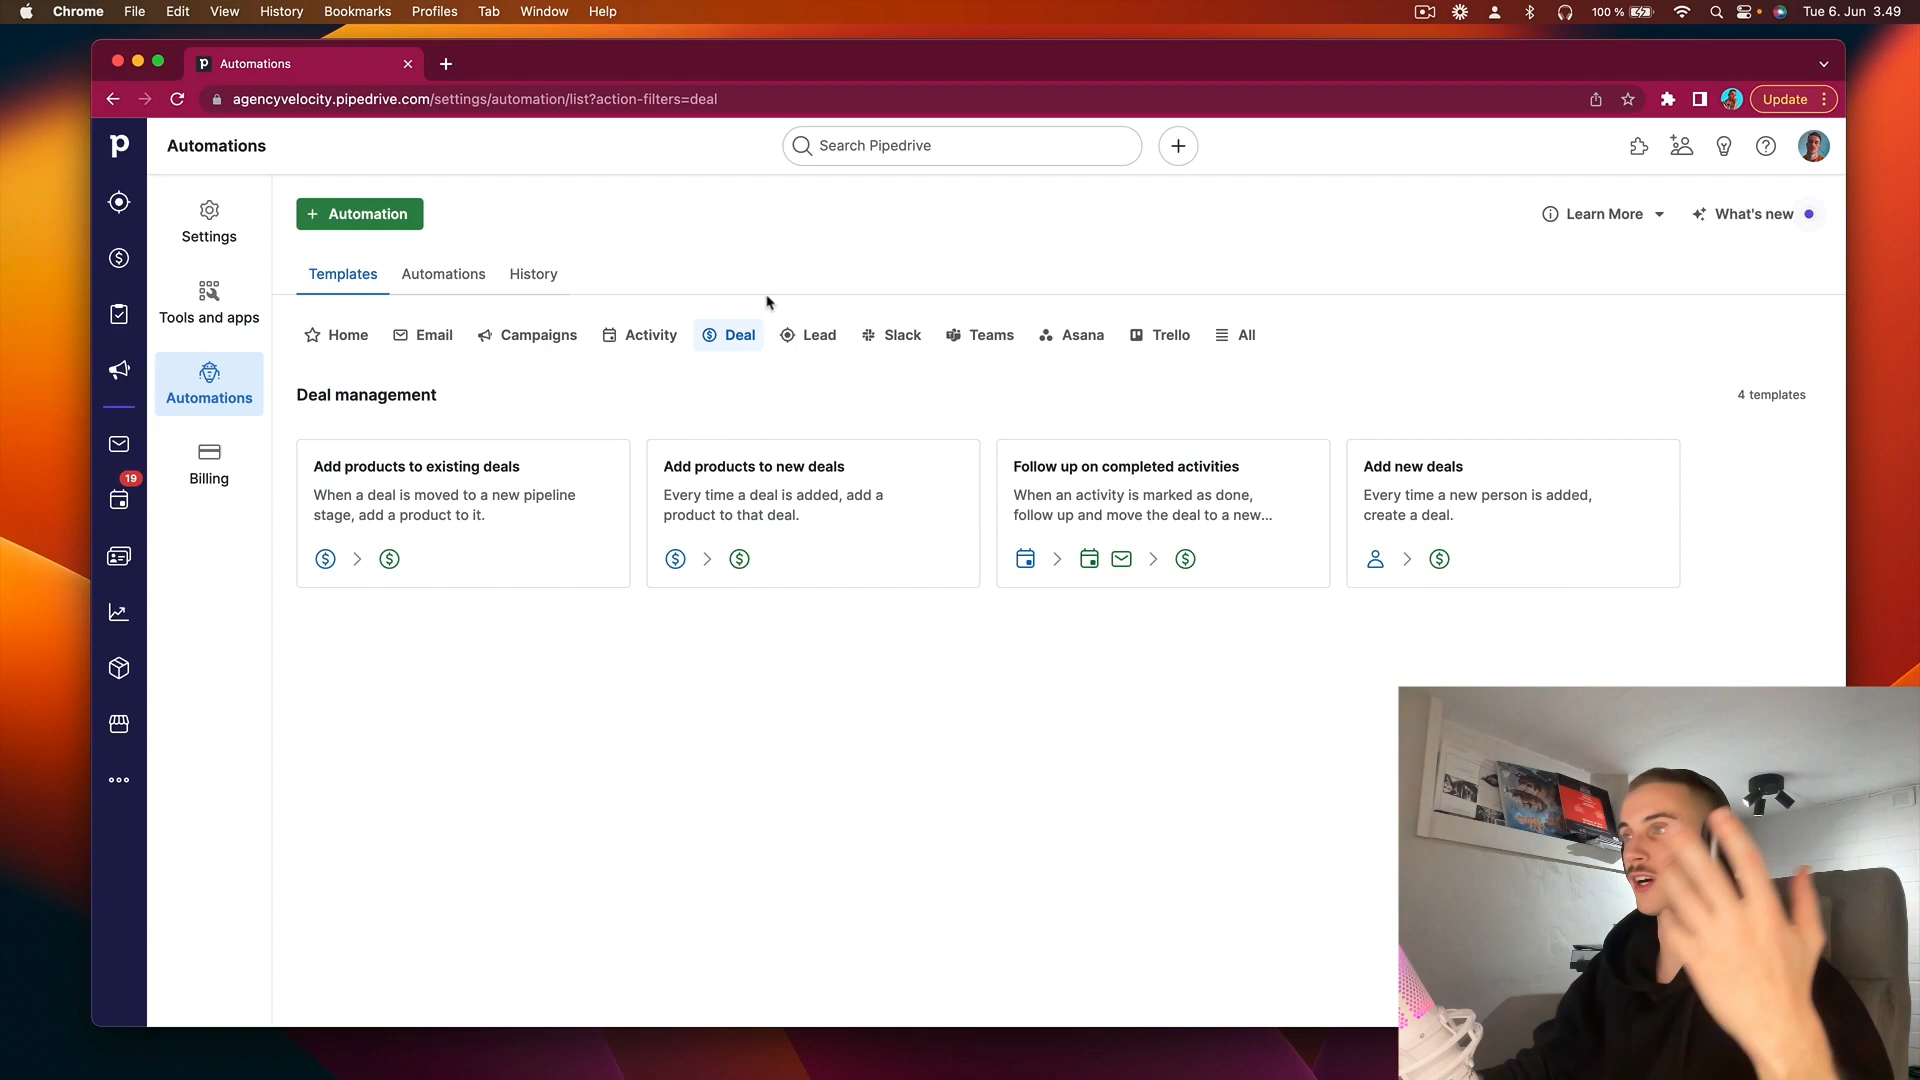 Chrome File Edit View History Bookmarks Profiles Tab Window Help 100 % Tue 6. Jun 3.49
Automations
agencyvelocity.pipedrive.com/settings/automation/list?action-filters=deal Update
Automations Search Pipedrive
Settings
Tools and apps
Automations
Billing
19
+ Automation Learn More What's new
Templates Automations History
Home Email Campaigns Activity Deal Lead Slack Teams Asana Trello All
Deal management 4 templates
Add products to existing deals
When a deal is moved to a new pipeline
stage, add a product to it.
Add products to new deals
Every time a deal is added, add a
product to that deal.
Follow up on completed activities
When an activity is marked as done,
follow up and move the deal to a new...
Add new deals
Every time a new person is added,
create a deal.